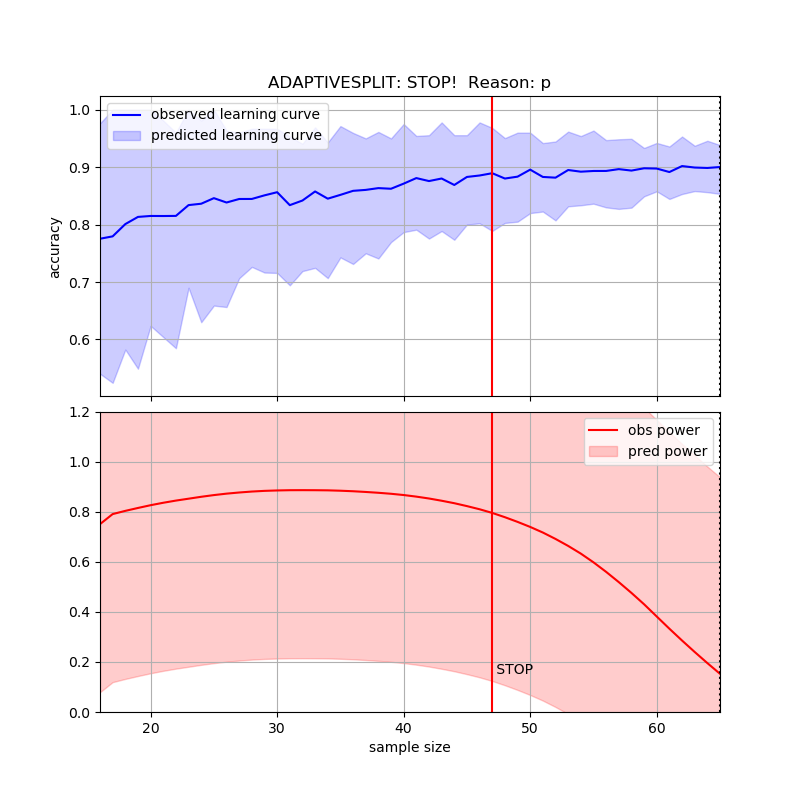 ADAPTIVESPLIT: STOP!  Reason: p
1.0
0.9
0.8
0.7
0.6
accuracy
observed learning curve
predicted learning curve
1.2
1.0
0.8
0.6
0.4
0.2
0.0
obs power
pred power
STOP
20
30
40
50
60
sample size